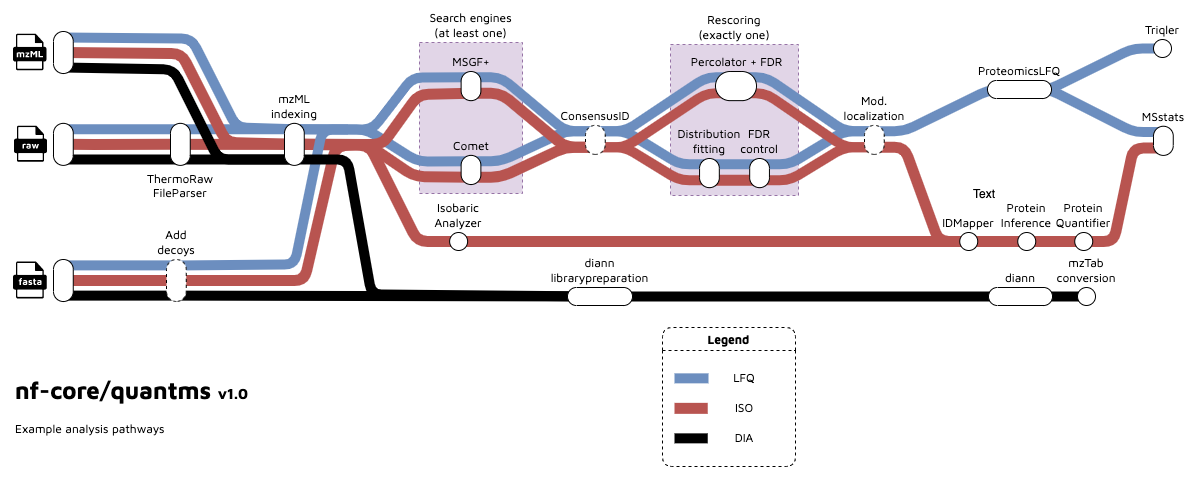 Search engines
(at least one)
Rescoring
(exactly one)
Triqler
mzML
MSGF+
Percolator + FDR
ProteomicsLFQ
mzML
indexing
ConsensusID
Mod.
localization
MSstats
raw
Comet
Distribution
fitting
FDR
control
ThermoRaw
FileParser
Text
Isobaric
Analyzer
IDMapper
Protein
Inference
Protein
Quantifier
Add
decoys
fasta
diann
librarypreparation
diann
mzTab
conversion
Legend
LFQ
ISO
DIA
nf-core/quantms v1.0
Example analysis pathways